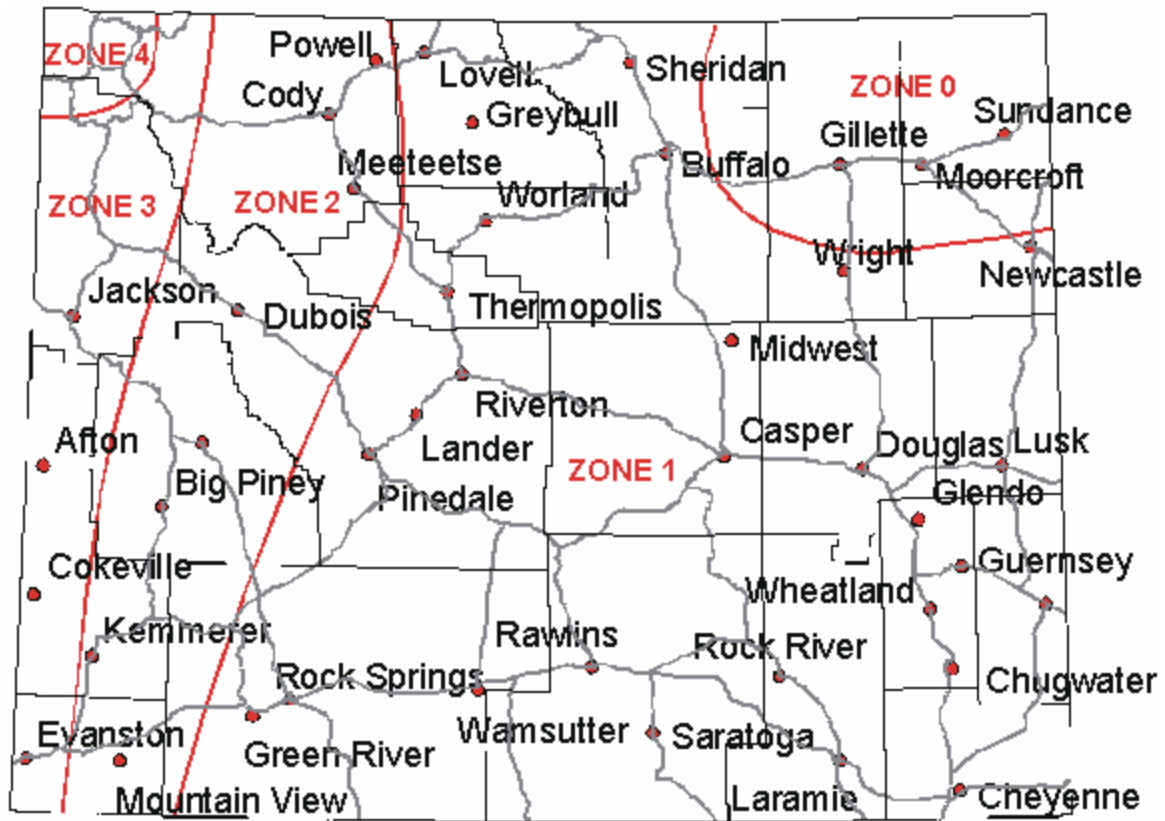 ZONE 4
Powell
Lovell
Sheridan
ZONE 0
Cody
Greybull
Sundance
Gillette
Meeteetse
Buffalo
Moorcroft
ZONE 3
ZONE 2
Worland
Wright
Newcastle
Jackson
Dubois
Thermopolis
Midwest
Riverton
Afton
Lander
ZONE 1
Casper
Douglas
Lusk
Big Piney
Pinedale
Glendo
Cokeville
Guernsey
Wheatland
Kemmerer
Rawlins
Rock River
Rock Springs
Chugwater
Evanston
Green River
Wamsutter
Saratoga
Mountain View
Laramie
Cheyenne